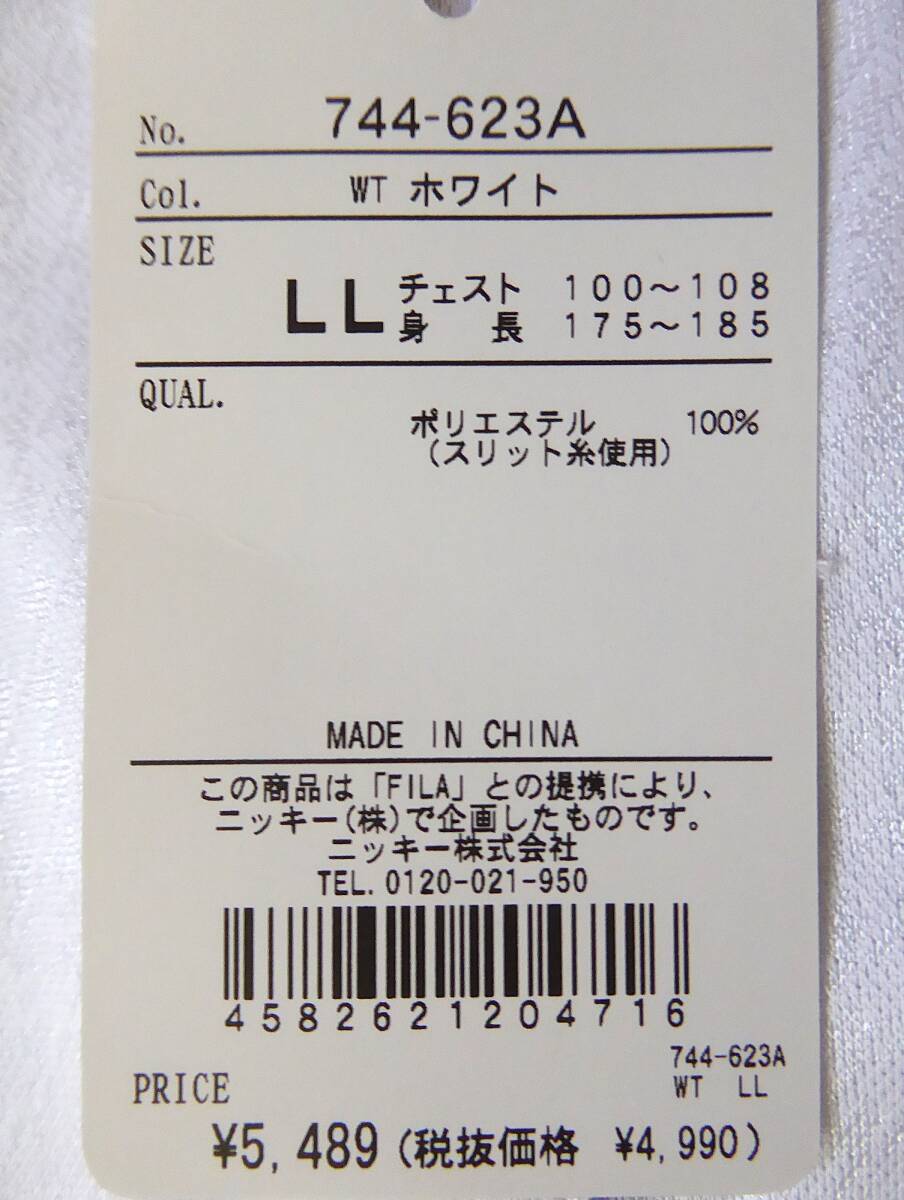 No. 744-623A
Col. WT ホワイト
SIZE
LL チェスト 100〜108
身長 175〜185
QUAL.
ポリエステル 100%
(スリット糸使用)
MADE IN CHINA
この商品は「FILA」との提携により、
ニッキー(株)で企画したものです。
ニッキー株式会社
TEL. 0120-021-950
4582621204716
744-623A
WT LL
PRICE
¥5,489(税抜価格 ¥4,990)